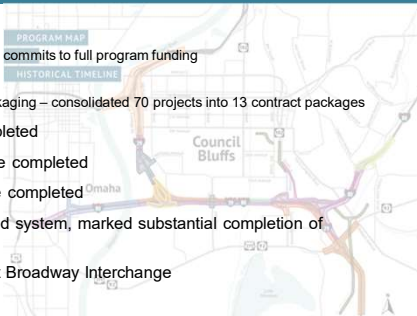 PROGRAM MAP
commits to full program funding
HISTORICAL TIMELINE
kaging – consolidated 70 projects into 13 contract packages
pleted
Council
Bluffs
e completed
e completed
Omaha
d system, marked substantial completion of
t Broadway Interchange